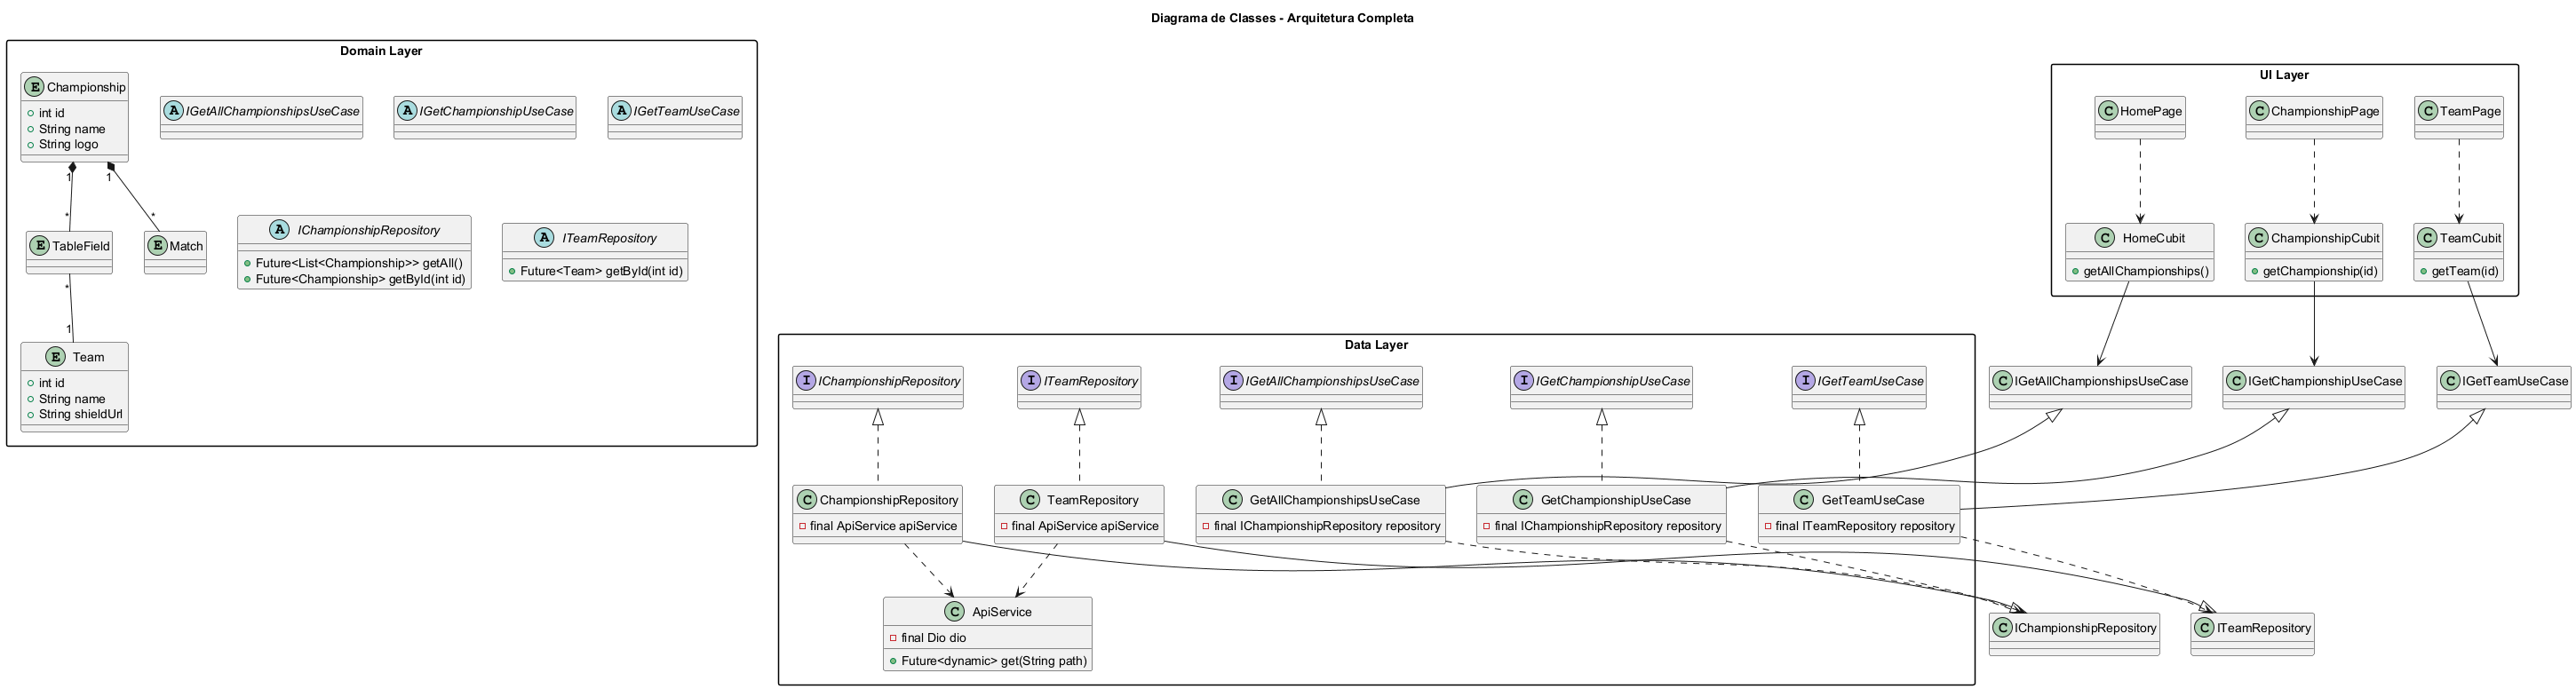 Diagrama de Classes - Arquitetura Completa
Domain Layer
E Championship
int id
String name
String logo
A IGetAllChampionshipsUseCase
A IGetChampionshipUseCase
A IGetTeamUseCase
1
1
*
*
E TableField
E Match
A IChampionshipRepository
Future<List<Championship>> getAll()
Future<Championship> getById(int id)
A ITeamRepository
Future<Team> getById(int id)
*
1
E Team
int id
String name
String shieldUrl
UI Layer
C HomePage
C ChampionshipPage
C TeamPage
C HomeCubit
getAllChampionships()
C ChampionshipCubit
getChampionship(id)
C TeamCubit
getTeam(id)
Data Layer
I IChampionshipRepository
I ITeamRepository
I IGetAllChampionshipsUseCase
I IGetChampionshipUseCase
I IGetTeamUseCase
C IGetAllChampionshipsUseCase
C IGetChampionshipUseCase
C IGetTeamUseCase
C ChampionshipRepository
final ApiService apiService
C TeamRepository
final ApiService apiService
C GetAllChampionshipsUseCase
final IChampionshipRepository repository
C GetChampionshipUseCase
final IChampionshipRepository repository
C GetTeamUseCase
final ITeamRepository repository
C ApiService
final Dio dio
Future<dynamic> get(String path)
C IChampionshipRepository
C ITeamRepository